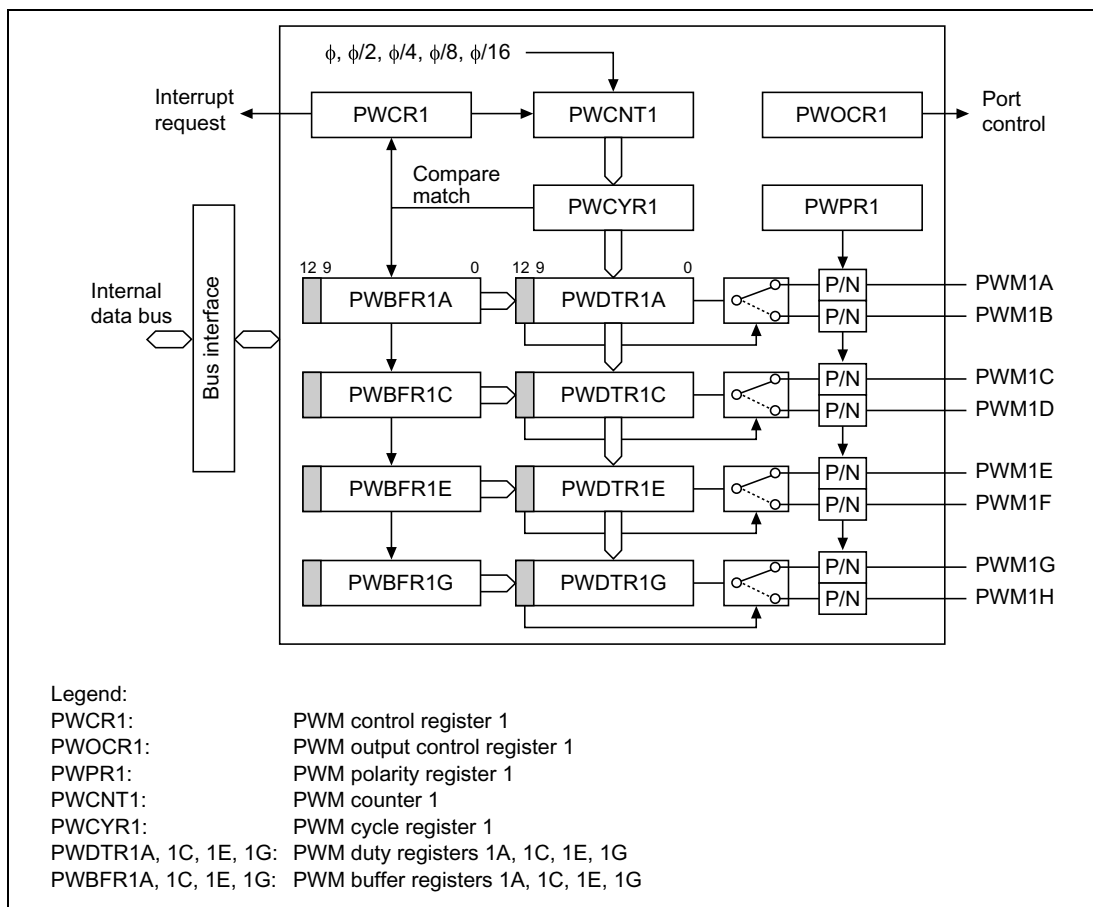 ϕ, ϕ/2, ϕ/4, ϕ/8, ϕ/16
Interrupt
request
PWCR1
PWCNT1
PWOCR1
Port
control
Compare
match
PWCYR1
PWPR1
Internal
data bus
Bus interface
12 9 0
12 9 0
PWBFR1A
PWDTR1A
P/N
PWM1A
P/N
PWM1B
PWBFR1C
PWDTR1C
P/N
PWM1C
P/N
PWM1D
PWBFR1E
PWDTR1E
P/N
PWM1E
P/N
PWM1F
PWBFR1G
PWDTR1G
P/N
PWM1G
P/N
PWM1H
Legend:
PWCR1: PWM control register 1
PWOCR1: PWM output control register 1
PWPR1: PWM polarity register 1
PWCNT1: PWM counter 1
PWCYR1: PWM cycle register 1
PWDTR1A, 1C, 1E, 1G: PWM duty registers 1A, 1C, 1E, 1G
PWBFR1A, 1C, 1E, 1G: PWM buffer registers 1A, 1C, 1E, 1G